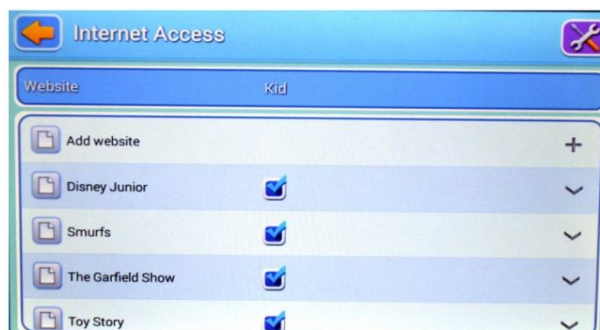 Internet Access
Website Kid
Add website
Disney Junior
Smurfs
The Garfield Show
Toy Story